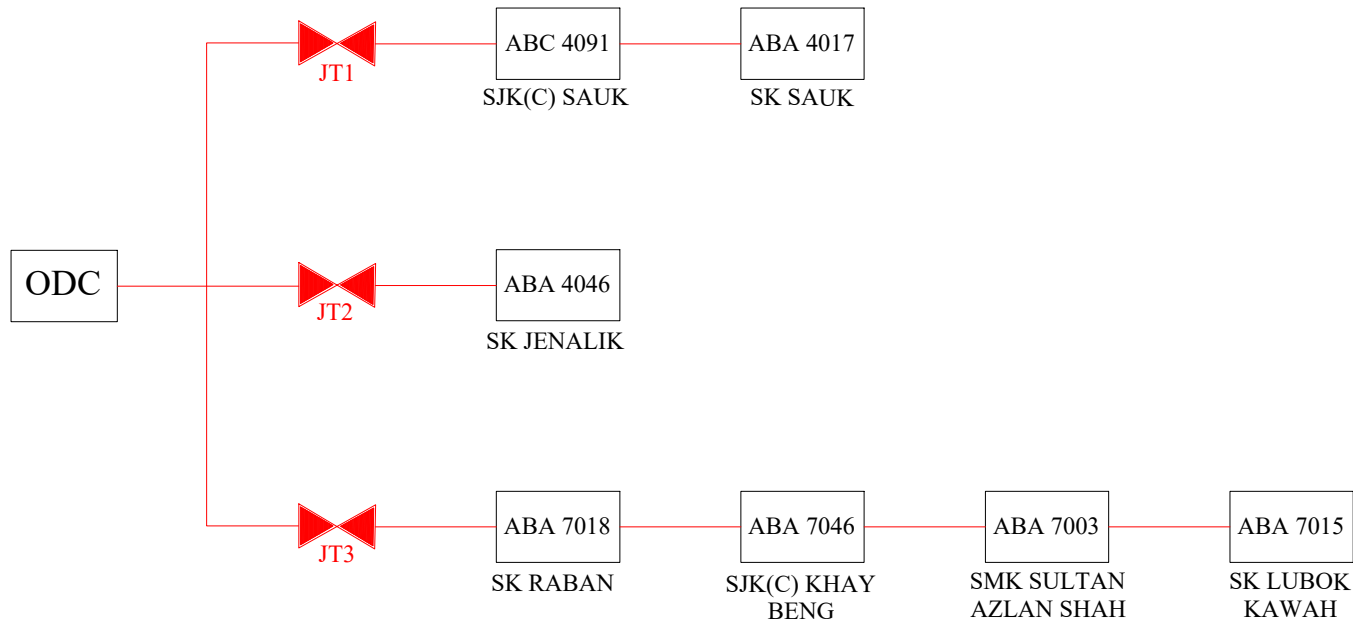 ABC 4091
ABA 4017
JT1
SJK(C) SAUK
SK SAUK
ODC
ABA 4046
JT2
SK JENALIK
ABA 7018
ABA 7046
ABA 7003
ABA 7015
JT3
SK RABAN
SJK(C) KHAY
BENG
SMK SULTAN
AZLAN SHAH
SK LUBOK
KAWAH